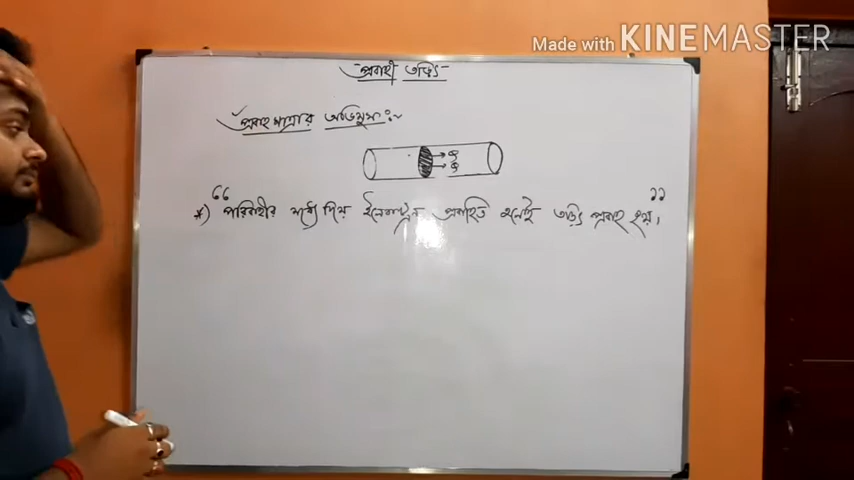 Made with KINEMASTER
প্রবাহী তড়িৎ
প্রবাহমাত্রার অভিমুখ :~
*) “পরিবাহীর মধ্যে দিয়ে ইলেকট্রন প্রবাহিত হলেই তড়িৎ প্রবাহ হয়।”